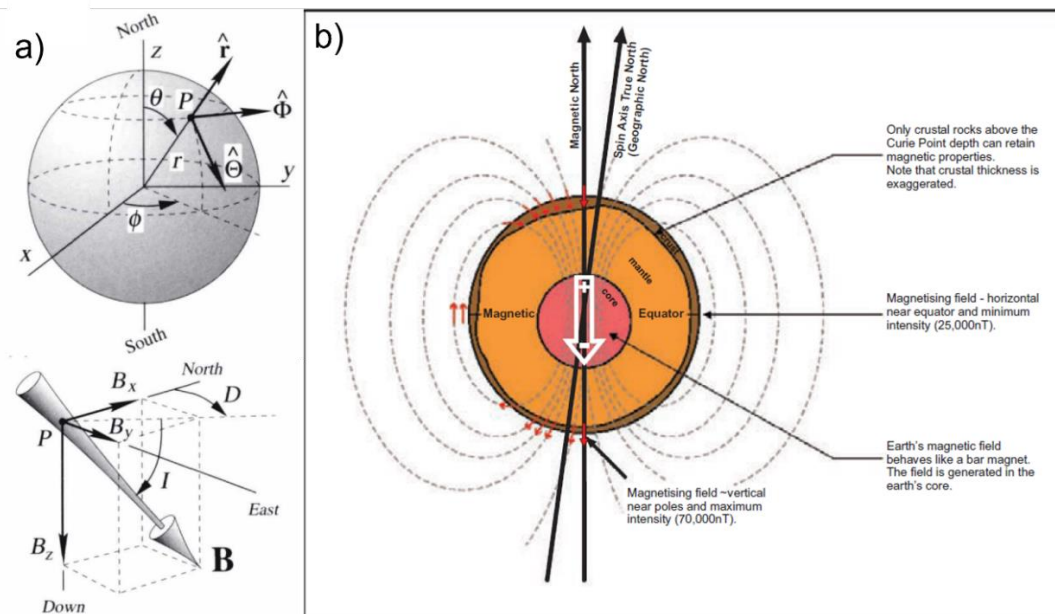 a)
North
z
θ
r̂
P
Φ̂
Θ̂
r
y
ϕ
x
South
North
Bx
D
P
By
I
East
Bz
B
Down
b)
Magnetic North
Spin Axis True North
(Geographic North)
Only crustal rocks above the
Curie Point depth can retain
magnetic properties.
Note that crustal thickness is
exaggerated.
crust
mantle
core
+
Magnetic
Equator
-
Magnetising field - horizontal
near equator and minimum
intensity (25,000nT).
Earth's magnetic field
behaves like a bar magnet.
The field is generated in the
earth's core.
Magnetising field ~vertical
near poles and maximum
intensity (70,000nT).